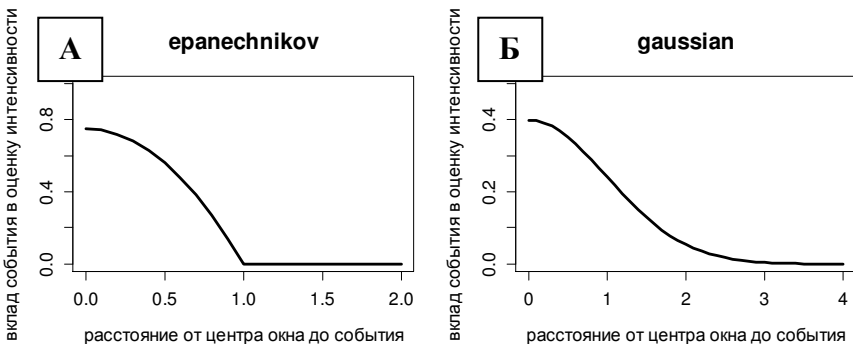 А
epanechnikov
вклад события в оценку интенсивности
0.8
0.4
0.0
0.0 0.5 1.0 1.5 2.0
расстояние от центра окна до события
Б
gaussian
вклад события в оценку интенсивности
0.4
0.2
0.0
0 1 2 3 4
расстояние от центра окна до события